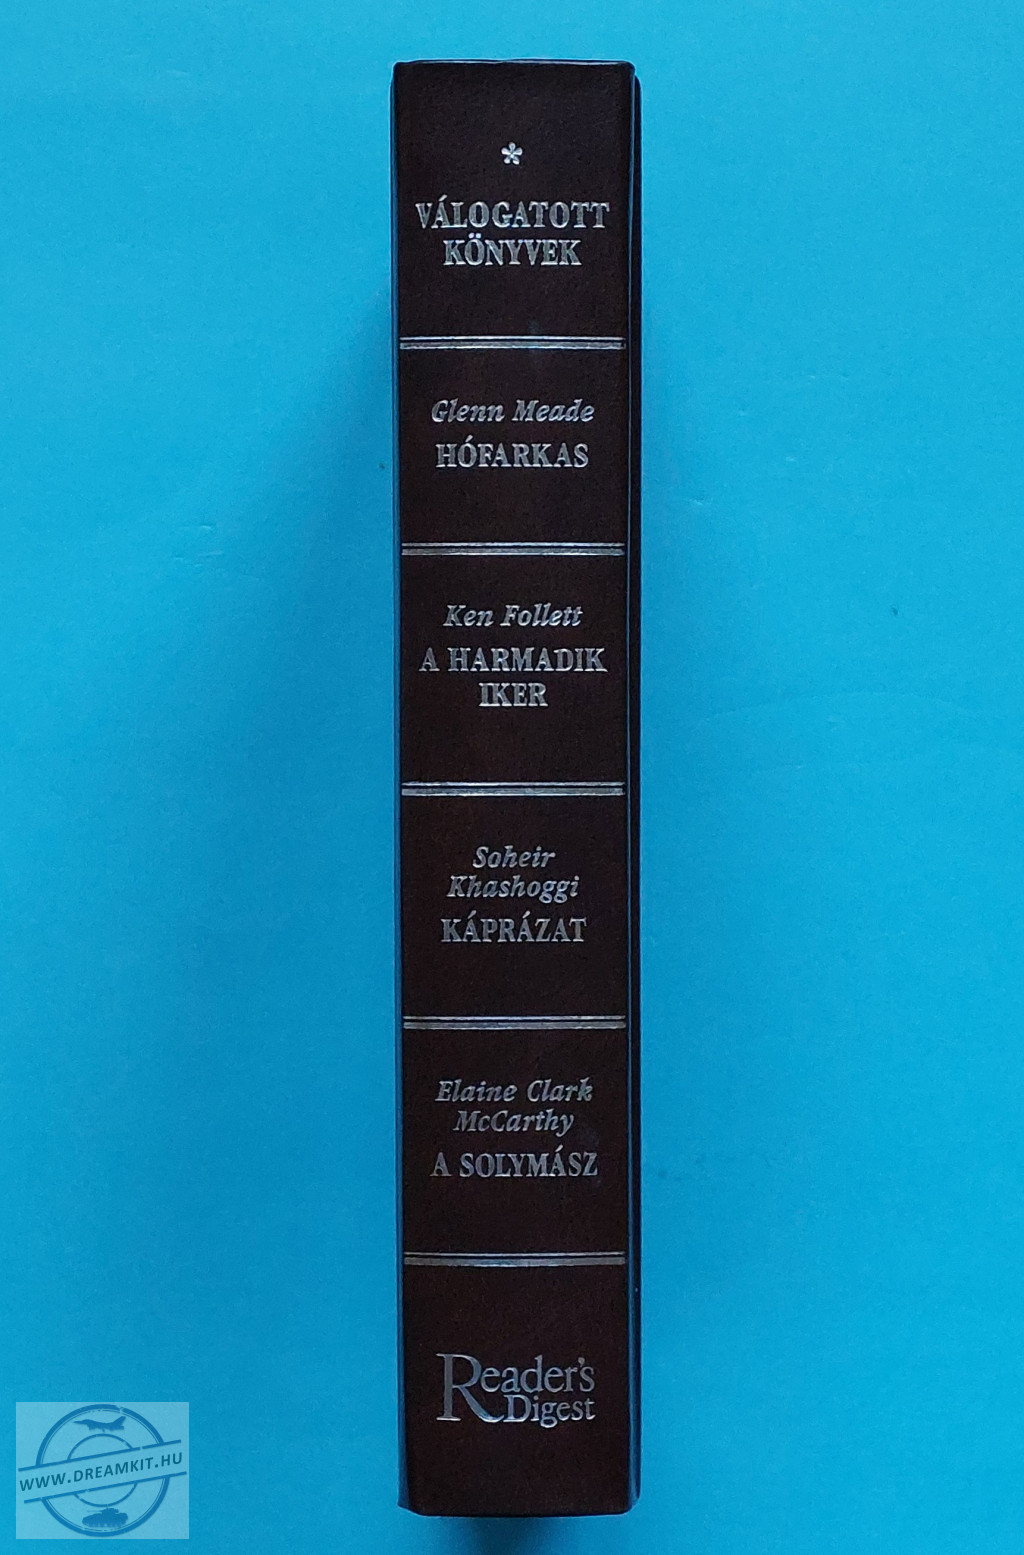 *
VÁLOGATOTT
KÖNYVEK
Glenn Meade
HÓFARKAS
Ken Follett
A HARMADIK
IKER
Soheir
Khashoggi
KÁPRÁZAT
Elaine Clark
McCarthy
A SOLYMÁSZ
Reader's
Digest
WWW.DREAMKIT.HU